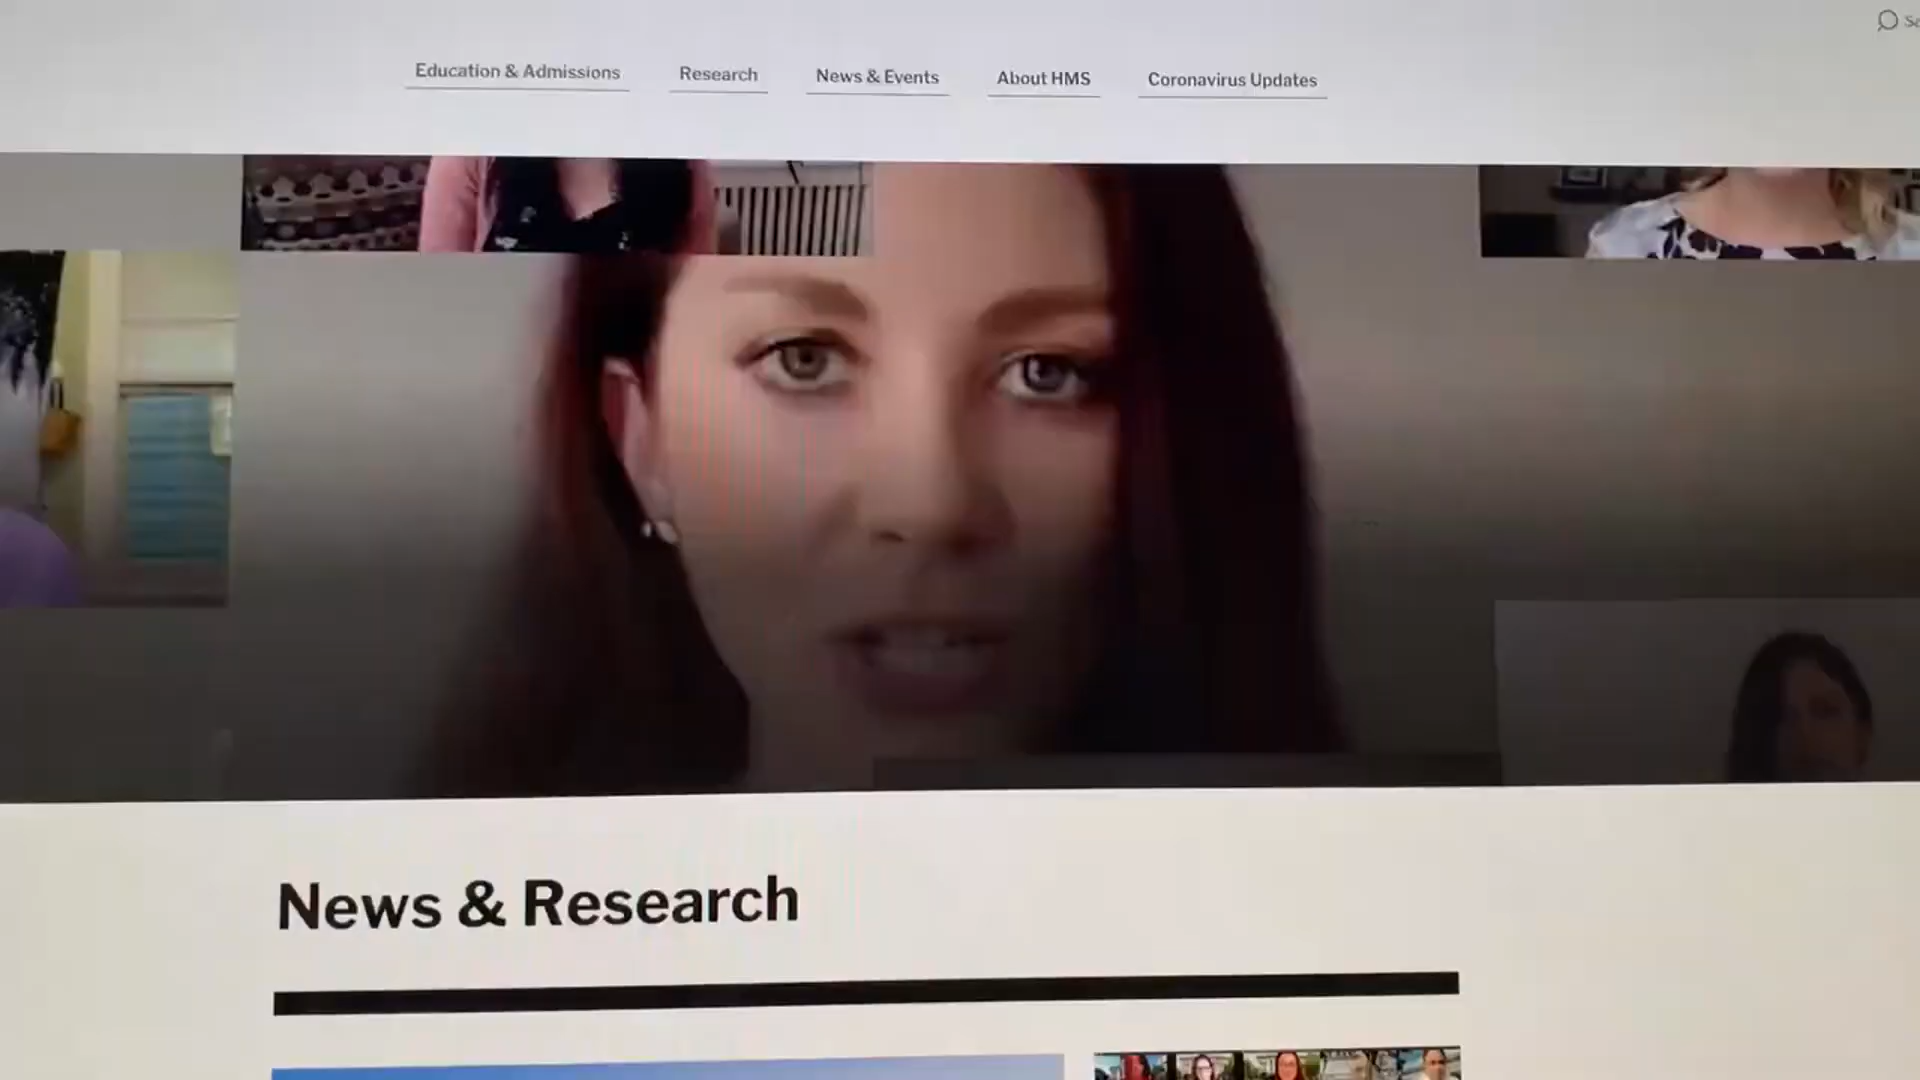 Education & Admissions
Research
News & Events
About HMS
Coronavirus Updates
News & Research